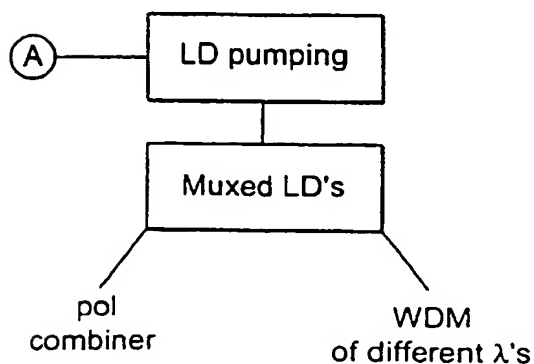 A
LD pumping
Muxed LD's
pol
combiner
WDM
of different λ's